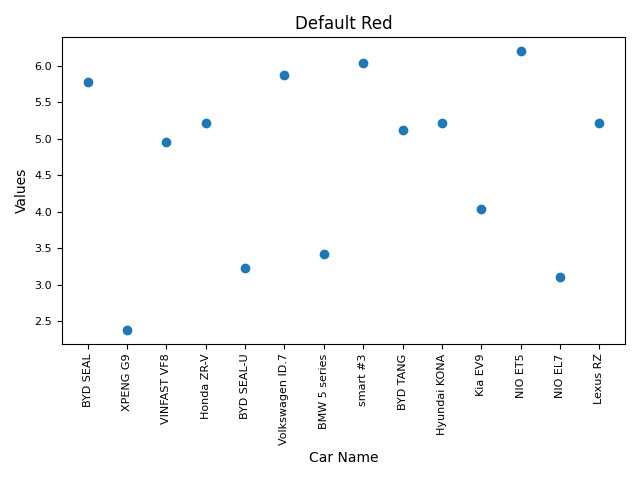 Default Red
Values
6.0
5.5
5.0
4.5
4.0
3.5
3.0
2.5
BYD SEAL
XPENG G9
VINFAST VF8
Honda ZR-V
BYD SEAL-U
Volkswagen ID.7
BMW 5 series
smart #3
BYD TANG
Hyundai KONA
Kia EV9
NIO ET5
NIO EL7
Lexus RZ
Car Name